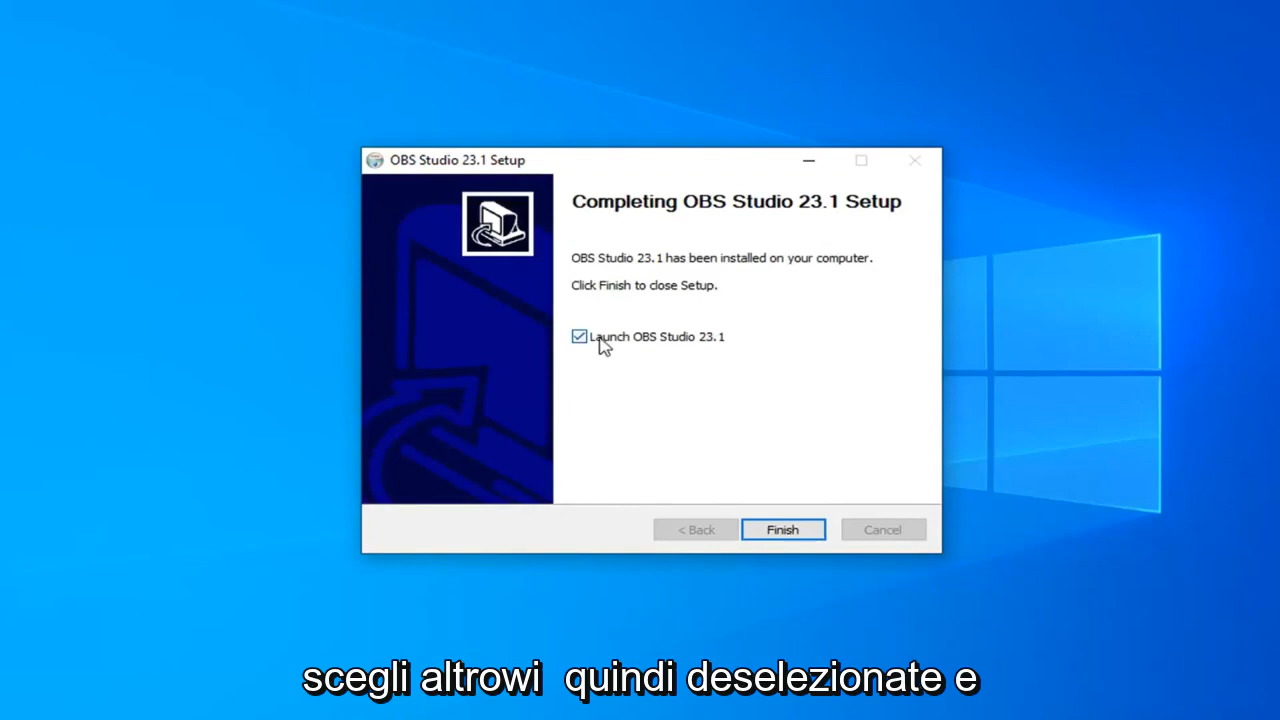 OBS Studio 23.1 Setup
Completing OBS Studio 23.1 Setup
OBS Studio 23.1 has been installed on your computer.
Click Finish to close Setup.
Launch OBS Studio 23.1
< Back Finish Cancel
scegli altrowi quindi deselezionate e